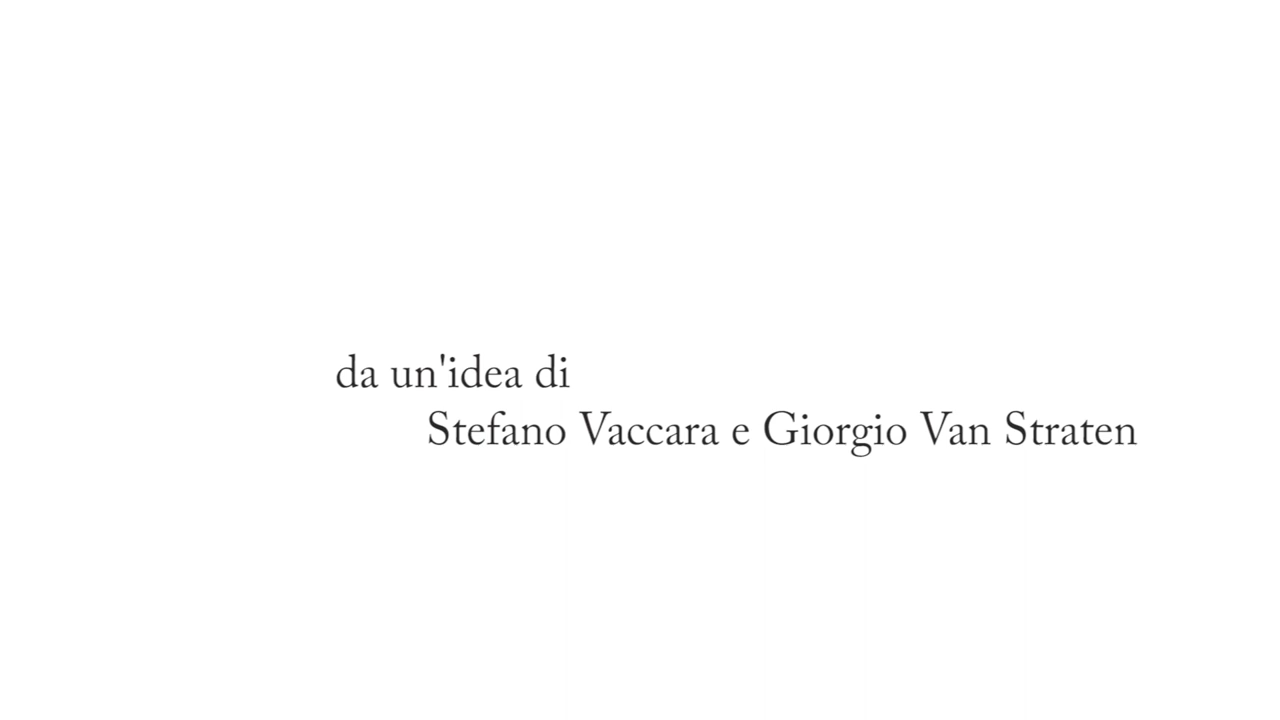 da un'idea di
Stefano Vaccara e Giorgio Van Straten